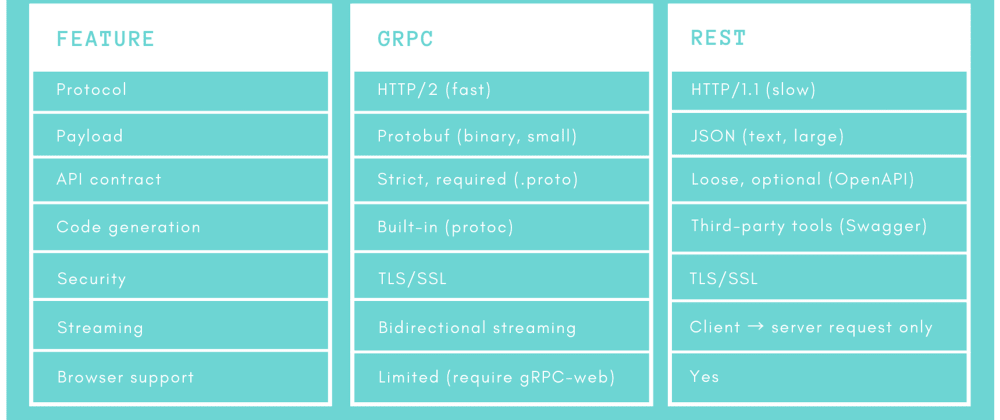 FEATURE GRPC REST
Protocol HTTP/2 (fast) HTTP/1.1 (slow)
Payload Protobuf (binary, small) JSON (text, large)
API contract Strict, required (.proto) Loose, optional (OpenAPI)
Code generation Built-in (protoc) Third-party tools (Swagger)
Security TLS/SSL TLS/SSL
Streaming Bidirectional streaming Client → server request only
Browser support Limited (require gRPC-web) Yes